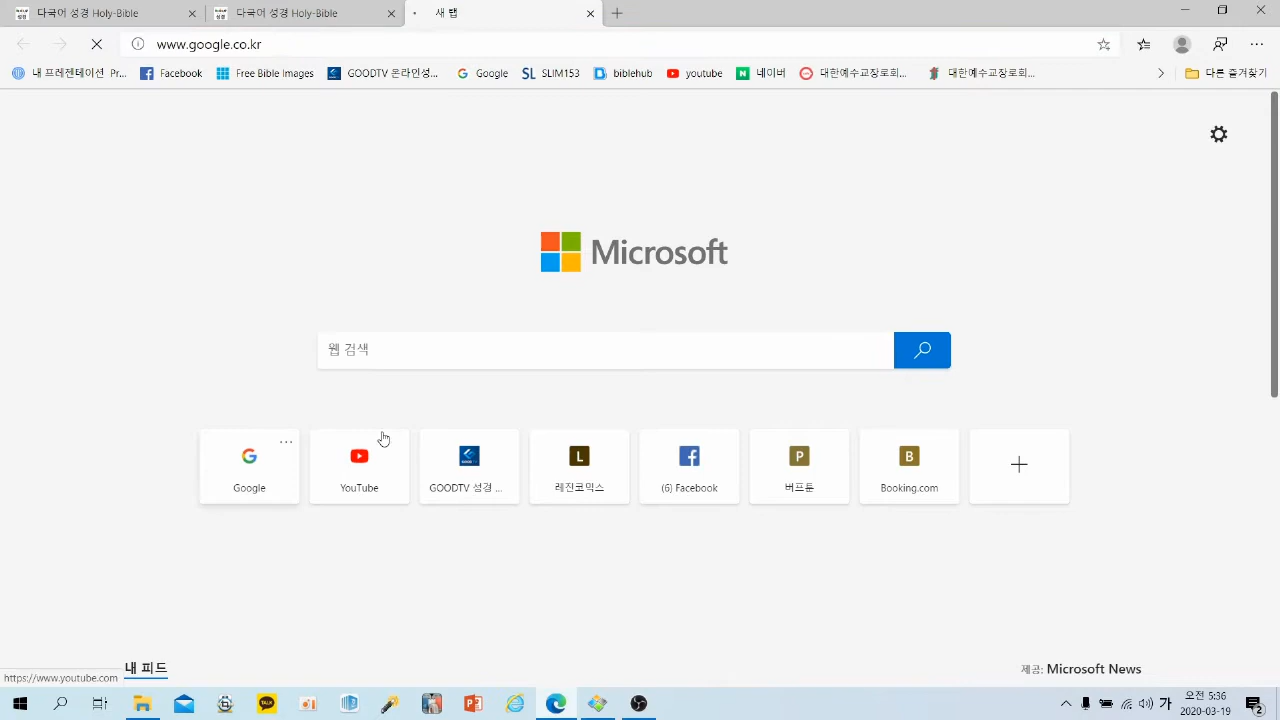 다국어 성경 Holy-Bible
다국어 성경 Holy-Bible
새 탭
www.google.co.kr
내 프레젠테이션 Pr...
Facebook
Free Bible Images
GOODTV 온라인성...
Google
SL SLIM153
biblehub
youtube
N 네이버
대한예수교장로회...
대한예수교장로회...
다른 즐겨찾기
Microsoft
웹 검색
Google
YouTube
GOODTV 성경 ...
L
레진코믹스
(6) Facebook
P
버프툰
B
Booking.com
https://www.youtube.com
내 피드
제공: Microsoft News
TALK
가
오전 5:36
2020-03-19
2